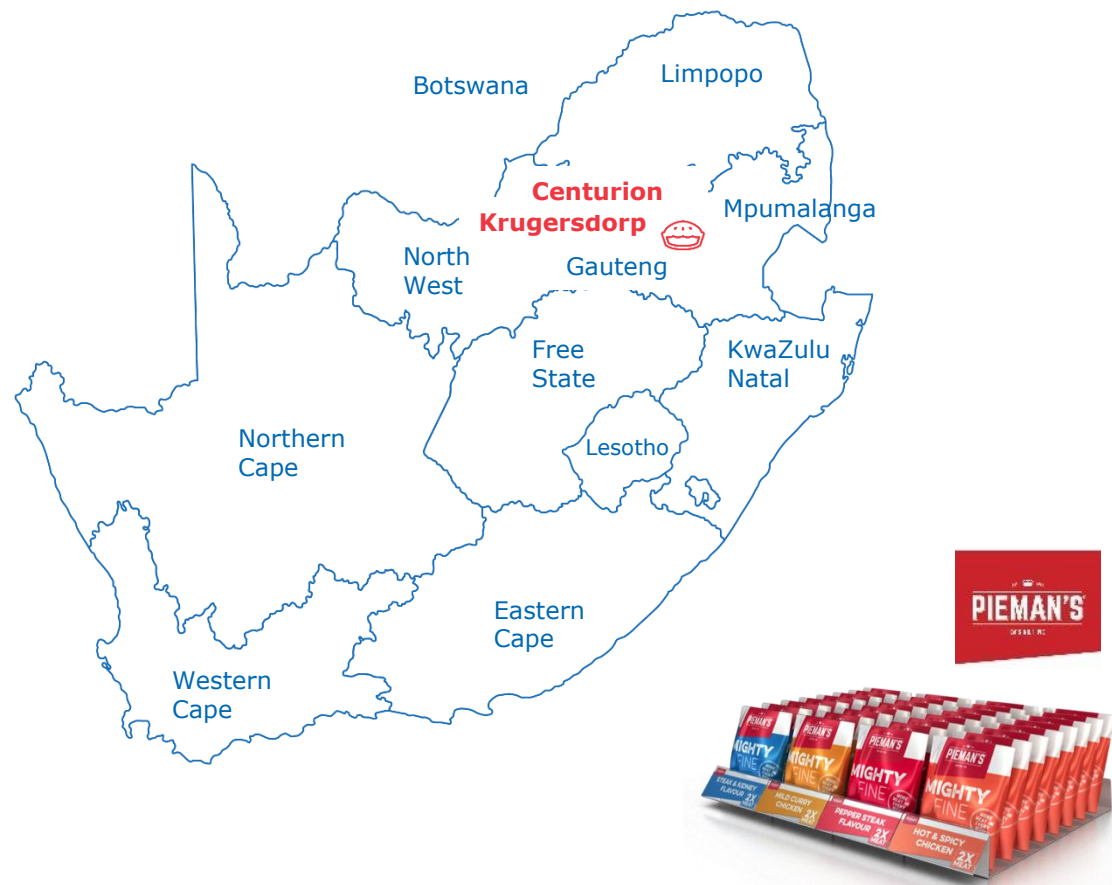 Limpopo
Botswana
Centurion
Krugersdorp
Mpumalanga
North
West
Gauteng
Free
State
KwaZulu
Natal
Northern
Cape
Lesotho
Eastern
Cape
Western
Cape
PIEMAN'S
PIEMAN'S
MIGHTY
FINE
PIEMAN'S
MIGHTY
FINE
PIEMAN'S
MIGHTY
FINE
PIEMAN'S
MIGHTY
FINE
STEAK & KIDNEY
FLAVOUR 2X
MEAT
MILD CURRY
CHICKEN 2X
MEAT
PEPPER STEAK
FLAVOUR 2X
MEAT
HOT & SPICY
CHICKEN 2X
MEAT